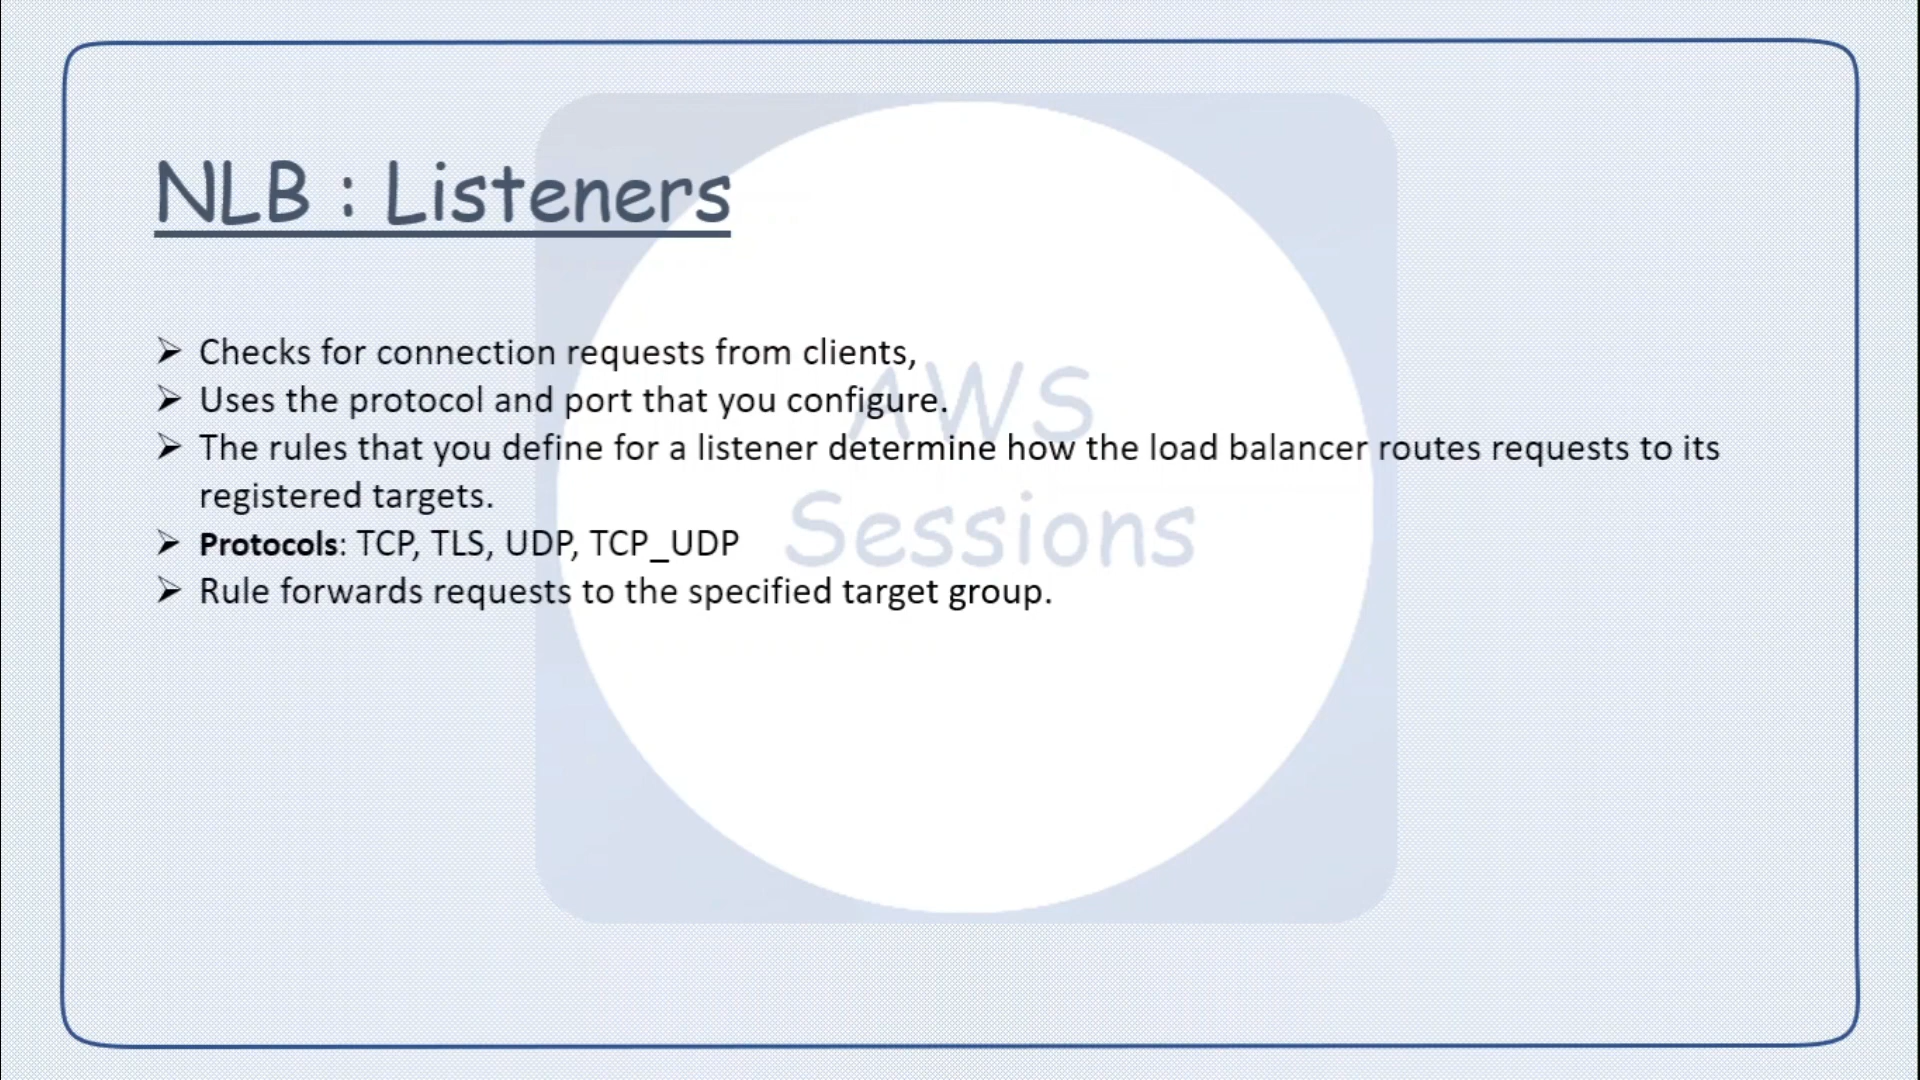 NLB : Listeners
➢ Checks for connection requests from clients,
➢ Uses the protocol and port that you configure.
➢ The rules that you define for a listener determine how the load balancer routes requests to its
registered targets.
➢ Protocols: TCP, TLS, UDP, TCP_UDP
➢ Rule forwards requests to the specified target group.
AWS
Sessions